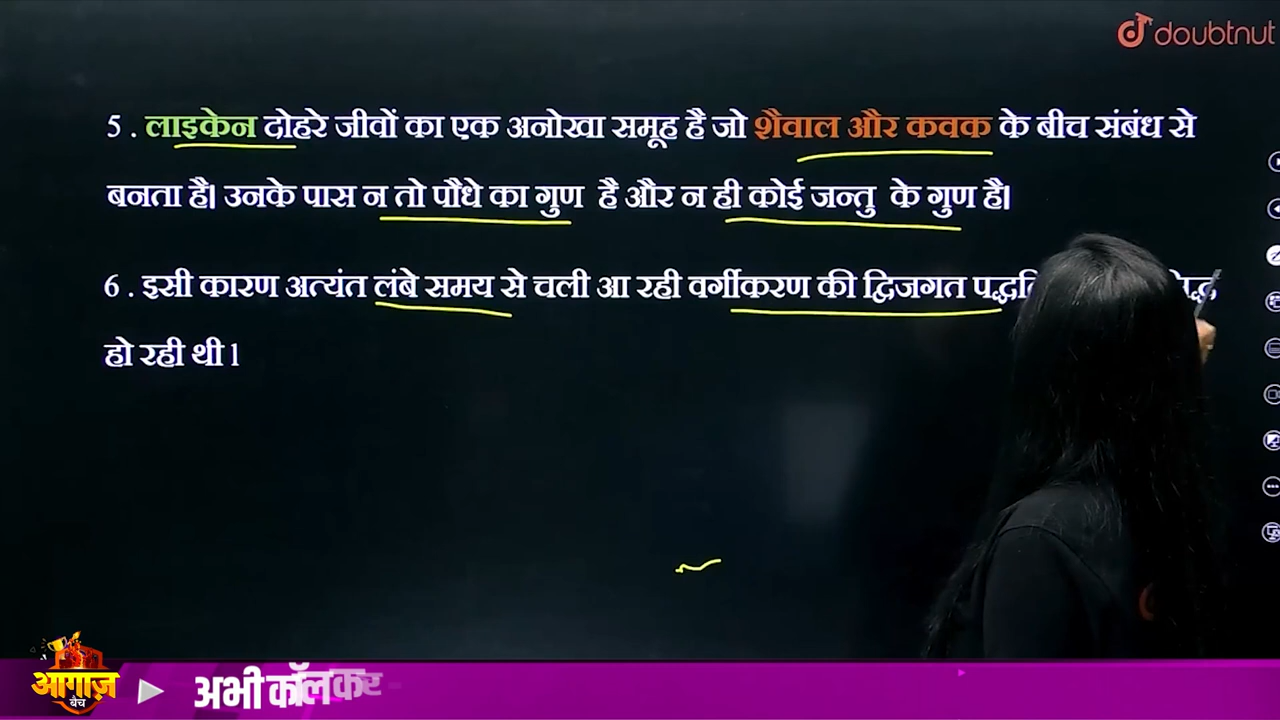 doubtnut
5 . लाइकेन दोहरे जीवों का एक अनोखा समूह है जो शैवाल और कवक के बीच संबंध से
बनता है। उनके पास न तो पौधे का गुण है और न ही कोई जन्तु के गुण है।
6 . इसी कारण अत्यंत लंबे समय से चली आ रही वर्गीकरण की द्विजगत
हो रही थी l
आगाज़
बैच
अभी कॉल कर